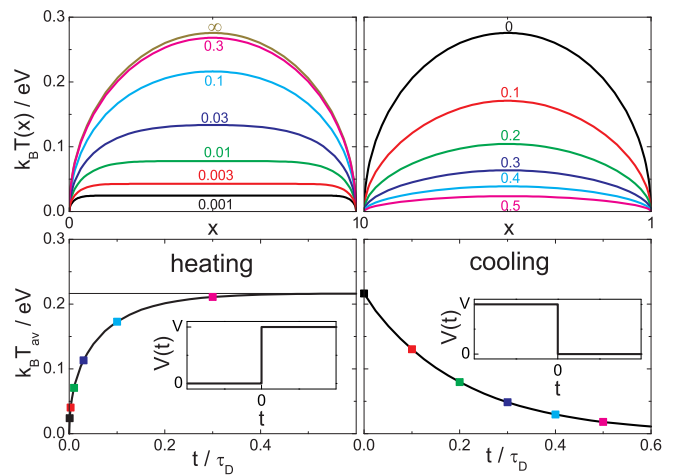 0.3
0.2
0.1
0.0
k_B T(x) / eV
∞
0.3
0.1
0.03
0.01
0.003
0.001
0
x
1
0
0.1
0.2
0.3
0.4
0.5
0
x
1
0.3
0.2
0.1
0.0
k_B T_av / eV
heating
V
0
V(t)
0
t
0.0
0.2
0.4
t / τ_D
cooling
V
0
V(t)
0
t
0.0
0.2
0.4
0.6
t / τ_D